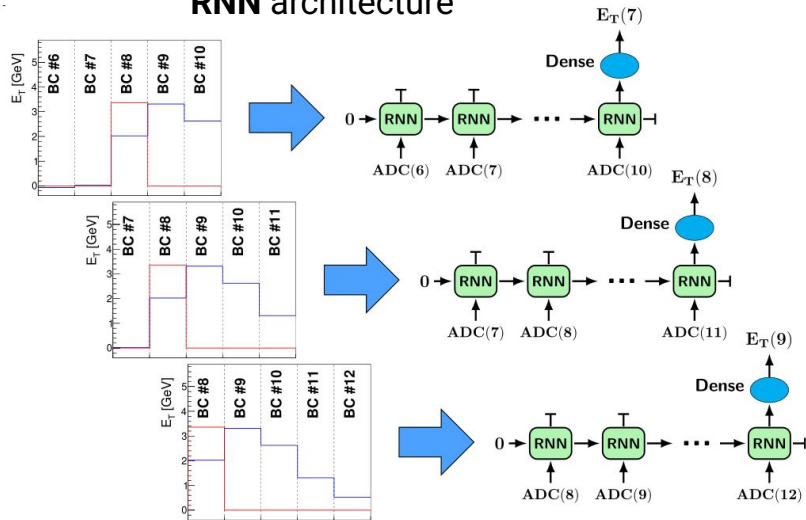 RNN architecture
E_T [GeV]
5
4
3
2
1
0
BC #6
BC #7
BC #8
BC #9
BC #10
0
RNN
RNN
...
RNN
ADC(6)
ADC(7)
ADC(10)
Dense
E_T(7)
E_T [GeV]
5
4
3
2
1
0
BC #7
BC #8
BC #9
BC #10
BC #11
0
RNN
RNN
...
RNN
ADC(7)
ADC(8)
ADC(11)
Dense
E_T(8)
E_T [GeV]
5
4
3
2
1
0
BC #8
BC #9
BC #10
BC #11
BC #12
0
RNN
RNN
...
RNN
ADC(8)
ADC(9)
ADC(12)
Dense
E_T(9)